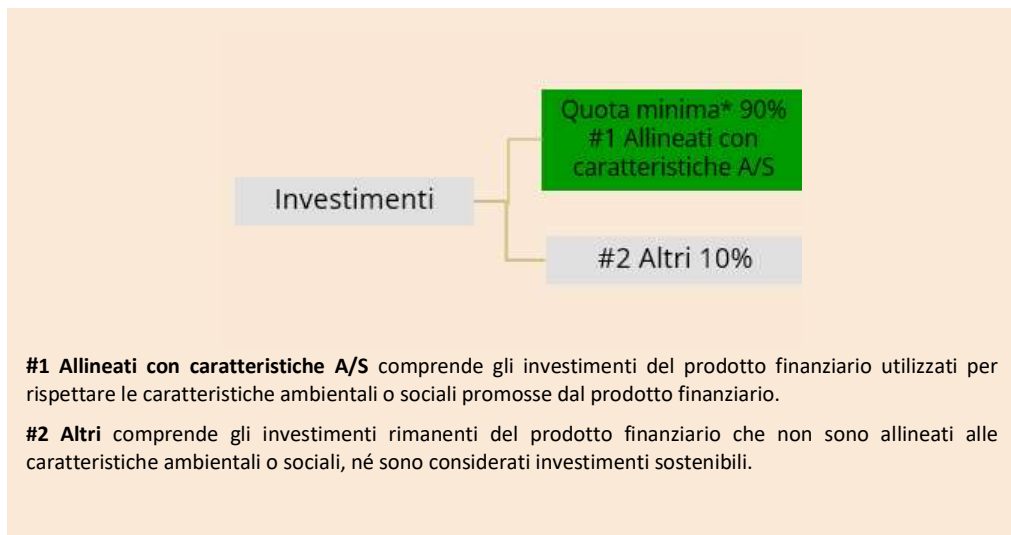 Quota minima* 90%
#1 Allineati con
caratteristiche A/S
Investimenti
#2 Altri 10%
#1 Allineati con caratteristiche A/S comprende gli investimenti del prodotto finanziario utilizzati per
rispettare le caratteristiche ambientali o sociali promosse dal prodotto finanziario.
#2 Altri comprende gli investimenti rimanenti del prodotto finanziario che non sono allineati alle
caratteristiche ambientali o sociali, né sono considerati investimenti sostenibili.